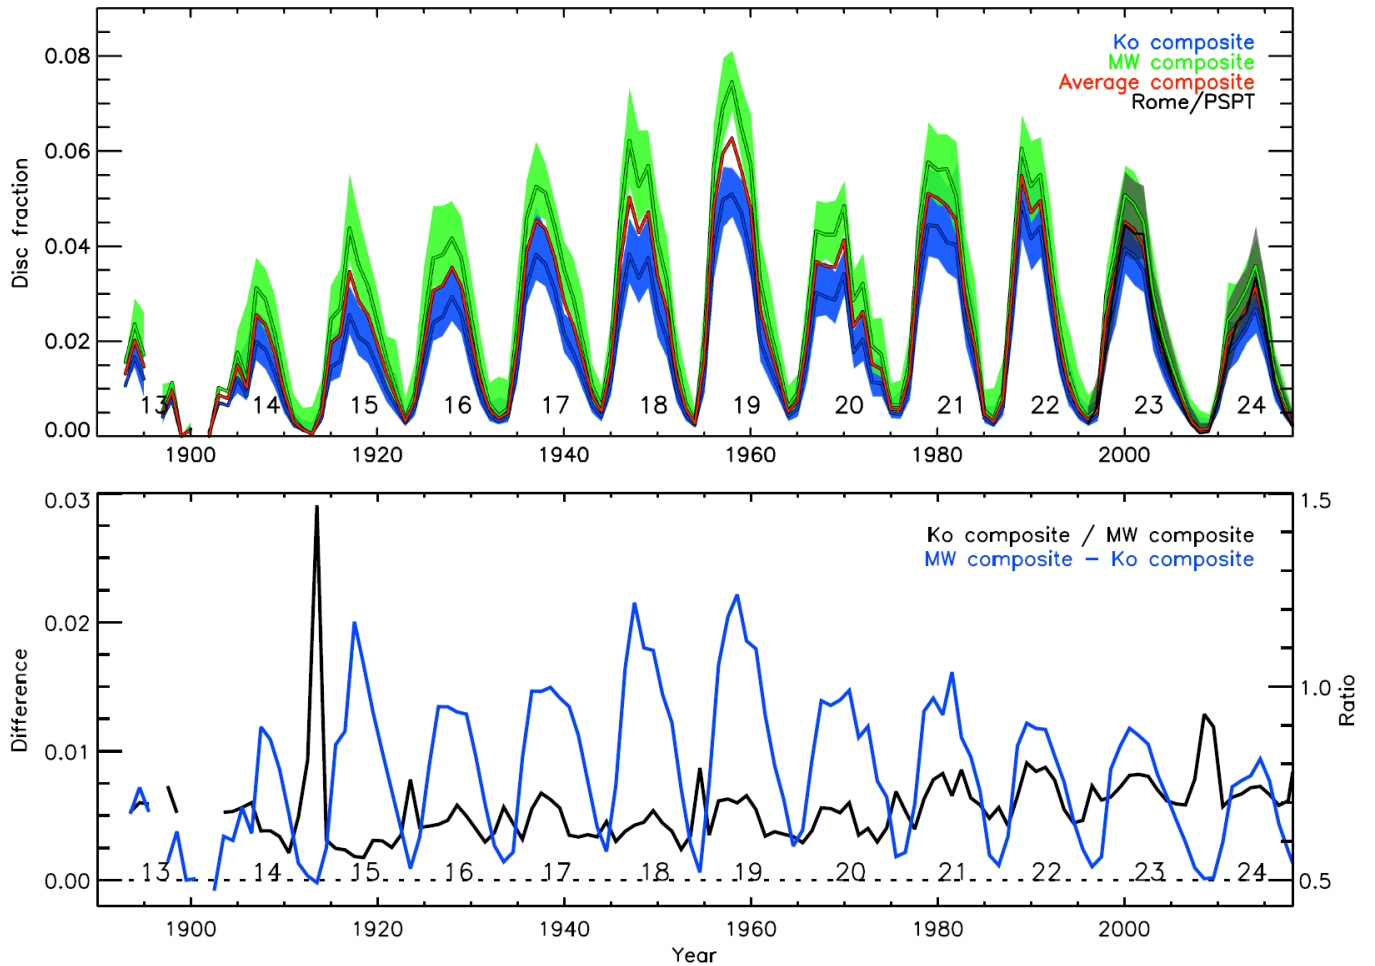 Ko composite
MW composite
Average composite
Rome/PSPT
0.08
0.06
0.04
0.02
0.00
Disc fraction
13 14 15 16 17 18 19 20 21 22 23 24
1900 1920 1940 1960 1980 2000
0.03
0.02
0.01
0.00
Difference
Ko composite / MW composite
MW composite – Ko composite
1.5
1.0
0.5
Ratio
13 14 15 16 17 18 19 20 21 22 23 24
1900 1920 1940 1960 1980 2000
Year